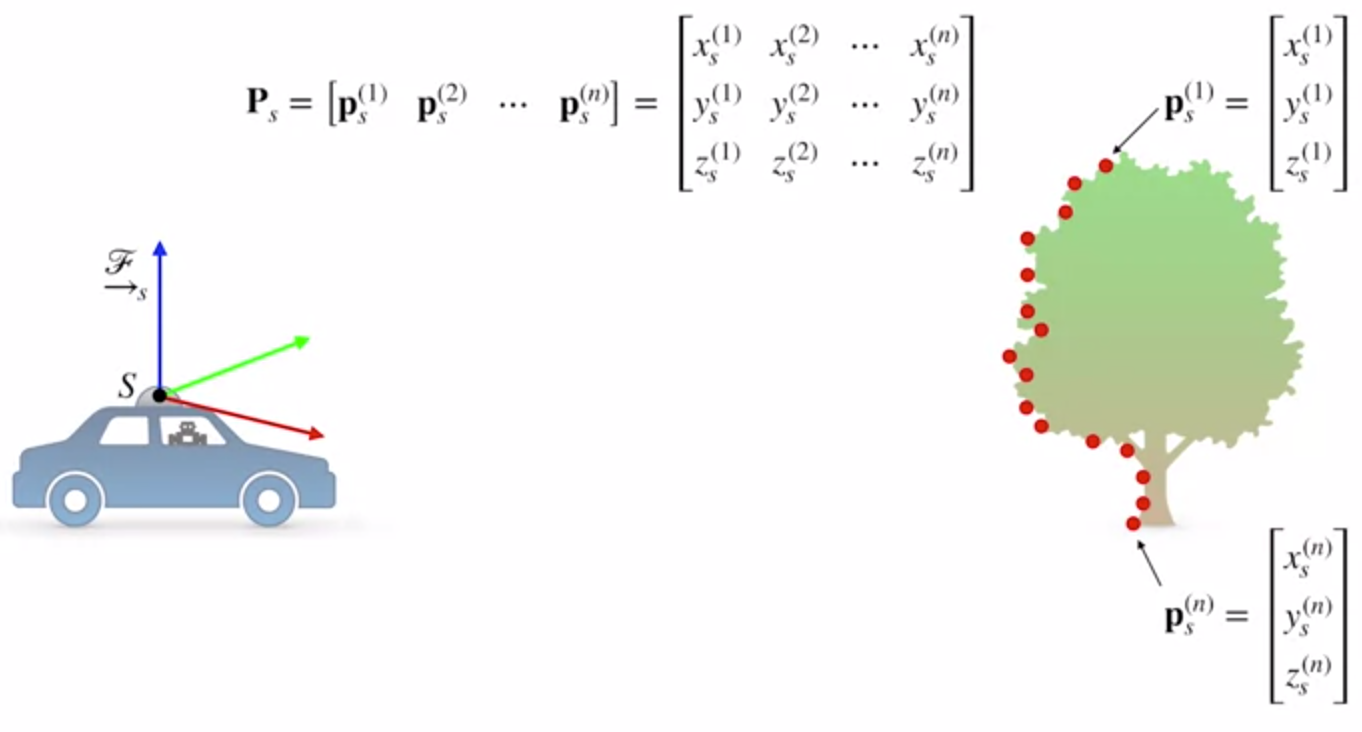 $\mathbf{P}_s = \begin{bmatrix} \mathbf{p}_s^{(1)} & \mathbf{p}_s^{(2)} & \cdots & \mathbf{p}_s^{(n)} \end{bmatrix} = \begin{bmatrix} x_s^{(1)} & x_s^{(2)} & \cdots & x_s^{(n)} \\ y_s^{(1)} & y_s^{(2)} & \cdots & y_s^{(n)} \\ z_s^{(1)} & z_s^{(2)} & \cdots & z_s^{(n)} \end{bmatrix}$
$\mathbf{p}_s^{(1)} = \begin{bmatrix} x_s^{(1)} \\ y_s^{(1)} \\ z_s^{(1)} \end{bmatrix}$
$\underrightarrow{\mathscr{F}}_s$
$S$
$\mathbf{p}_s^{(n)} = \begin{bmatrix} x_s^{(n)} \\ y_s^{(n)} \\ z_s^{(n)} \end{bmatrix}$